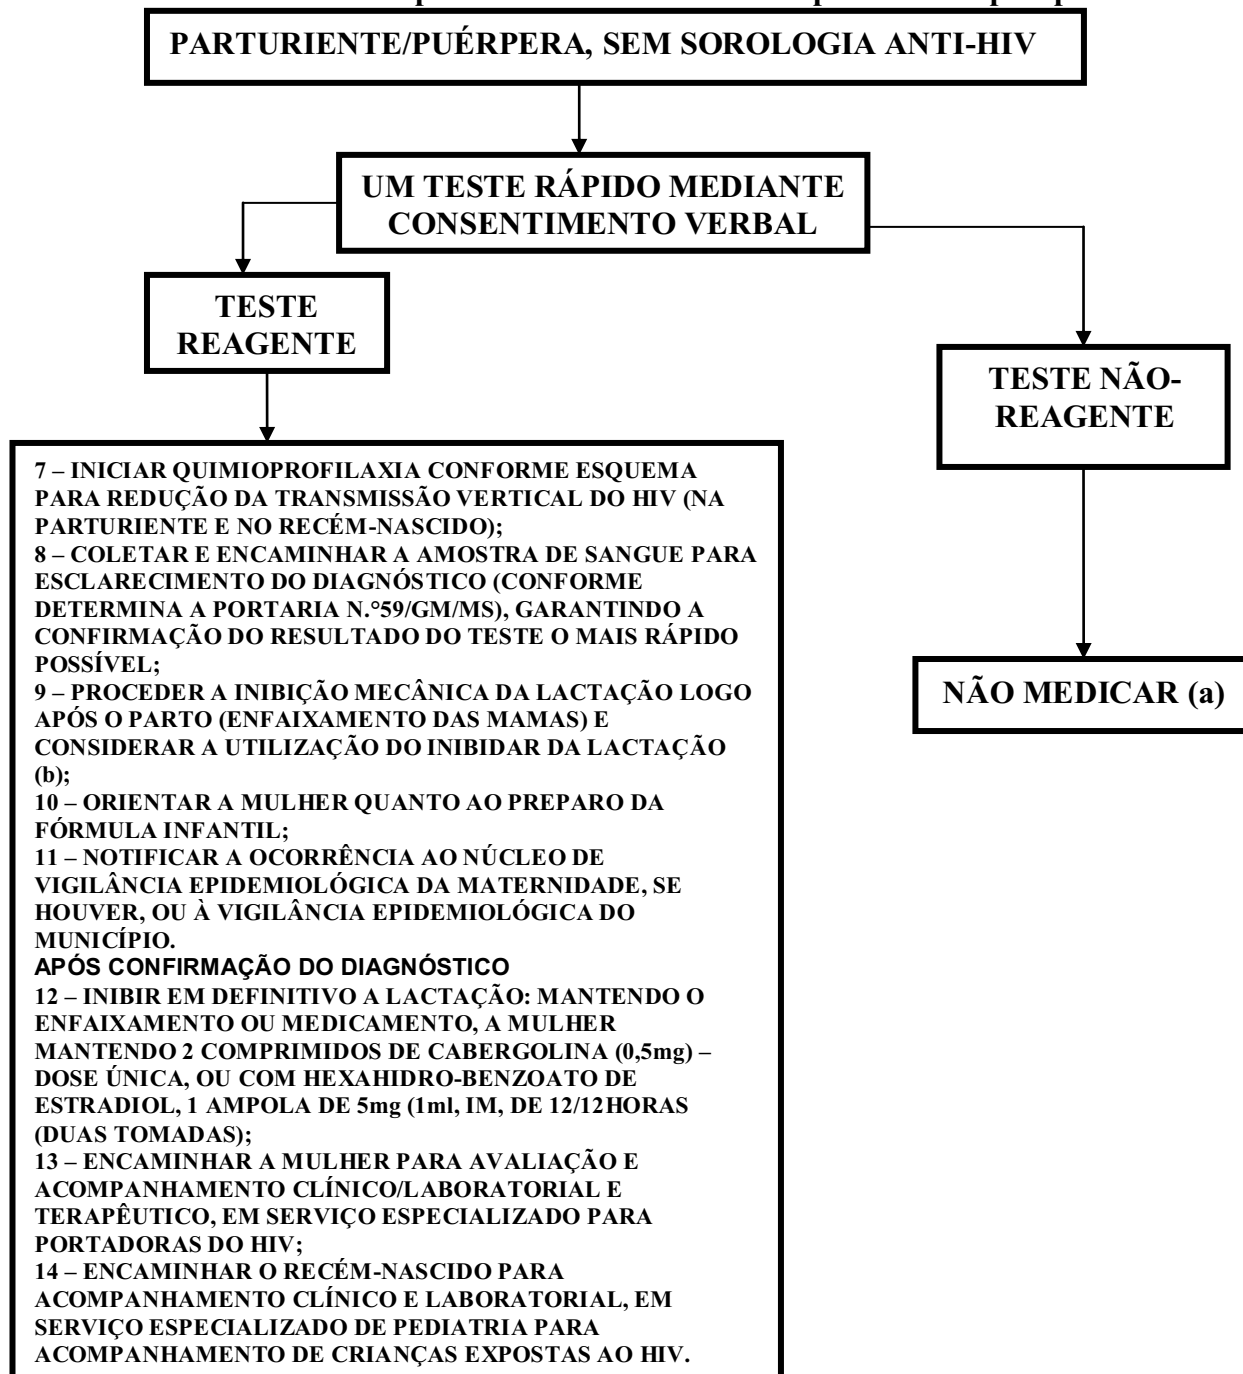 PARTURIENTE/PUÉRPERA, SEM SOROLOGIA ANTI-HIV
UM TESTE RÁPIDO MEDIANTE
CONSENTIMENTO VERBAL
TESTE
REAGENTE
TESTE NÃO-
REAGENTE
7 – INICIAR QUIMIOPROFILAXIA CONFORME ESQUEMA
PARA REDUÇÃO DA TRANSMISSÃO VERTICAL DO HIV (NA
PARTURIENTE E NO RECÉM-NASCIDO);
8 – COLETAR E ENCAMINHAR A AMOSTRA DE SANGUE PARA
ESCLARECIMENTO DO DIAGNÓSTICO (CONFORME
DETERMINA A PORTARIA N.°59/GM/MS), GARANTINDO A
CONFIRMAÇÃO DO RESULTADO DO TESTE O MAIS RÁPIDO
POSSÍVEL;
9 – PROCEDER A INIBIÇÃO MECÂNICA DA LACTAÇÃO LOGO
APÓS O PARTO (ENFAIXAMENTO DAS MAMAS) E
CONSIDERAR A UTILIZAÇÃO DO INIBIDAR DA LACTAÇÃO
(b);
10 – ORIENTAR A MULHER QUANTO AO PREPARO DA
FÓRMULA INFANTIL;
11 – NOTIFICAR A OCORRÊNCIA AO NÚCLEO DE
VIGILÂNCIA EPIDEMIOLÓGICA DA MATERNIDADE, SE
HOUVER, OU À VIGILÂNCIA EPIDEMIOLÓGICA DO
MUNICÍPIO.
APÓS CONFIRMAÇÃO DO DIAGNÓSTICO
12 – INIBIR EM DEFINITIVO A LACTAÇÃO: MANTENDO O
ENFAIXAMENTO OU MEDICAMENTO, A MULHER
MANTENDO 2 COMPRIMIDOS DE CABERGOLINA (0,5mg) –
DOSE ÚNICA, OU COM HEXAHIDRO-BENZOATO DE
ESTRADIOL, 1 AMPOLA DE 5mg (1ml, IM, DE 12/12HORAS
(DUAS TOMADAS);
13 – ENCAMINHAR A MULHER PARA AVALIAÇÃO E
ACOMPANHAMENTO CLÍNICO/LABORATORIAL E
TERAPÊUTICO, EM SERVIÇO ESPECIALIZADO PARA
PORTADORAS DO HIV;
14 – ENCAMINHAR O RECÉM-NASCIDO PARA
ACOMPANHAMENTO CLÍNICO E LABORATORIAL, EM
SERVIÇO ESPECIALIZADO DE PEDIATRIA PARA
ACOMPANHAMENTO DE CRIANÇAS EXPOSTAS AO HIV.
NÃO MEDICAR (a)